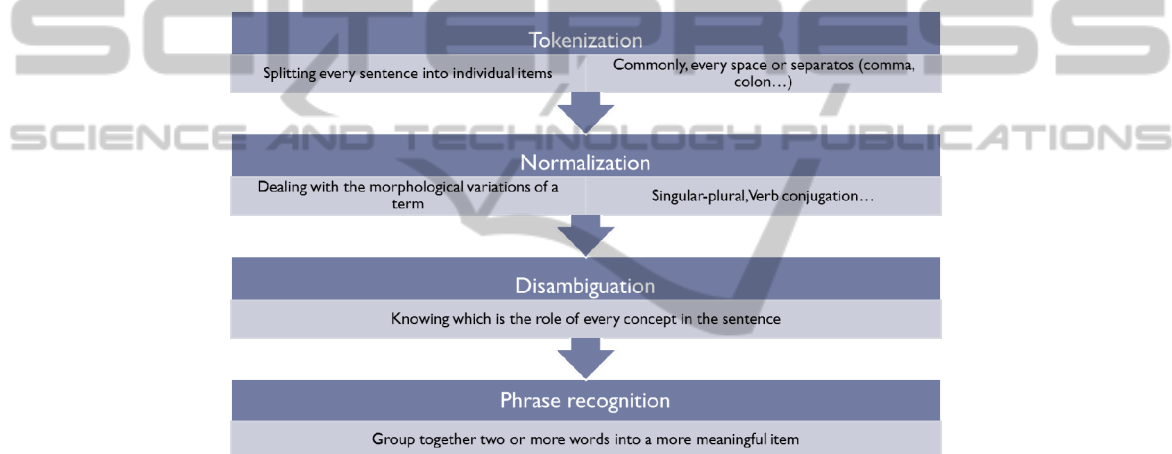 SCITEPRESS
Tokenization
Splitting every sentence into individual items
Commonly, every space or separatos (comma,
colon…)
SCIENCE AND TECHNOLOGY PUBLICATIONS
Normalization
Dealing with the morphological variations of a
term
Singular-plural, Verb conjugation…
Disambiguation
Knowing which is the role of every concept in the sentence
Phrase recognition
Group together two or more words into a more meaningful item